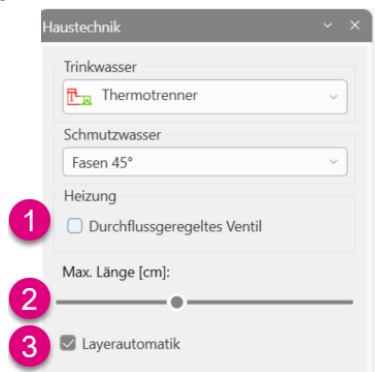 Haustechnik
Trinkwasser
Thermotrenner
Schmutzwasser
Fasen 45°
Heizung
1
Durchflussgeregeltes Ventil
Max. Länge [cm]:
2
3
Layerautomatik